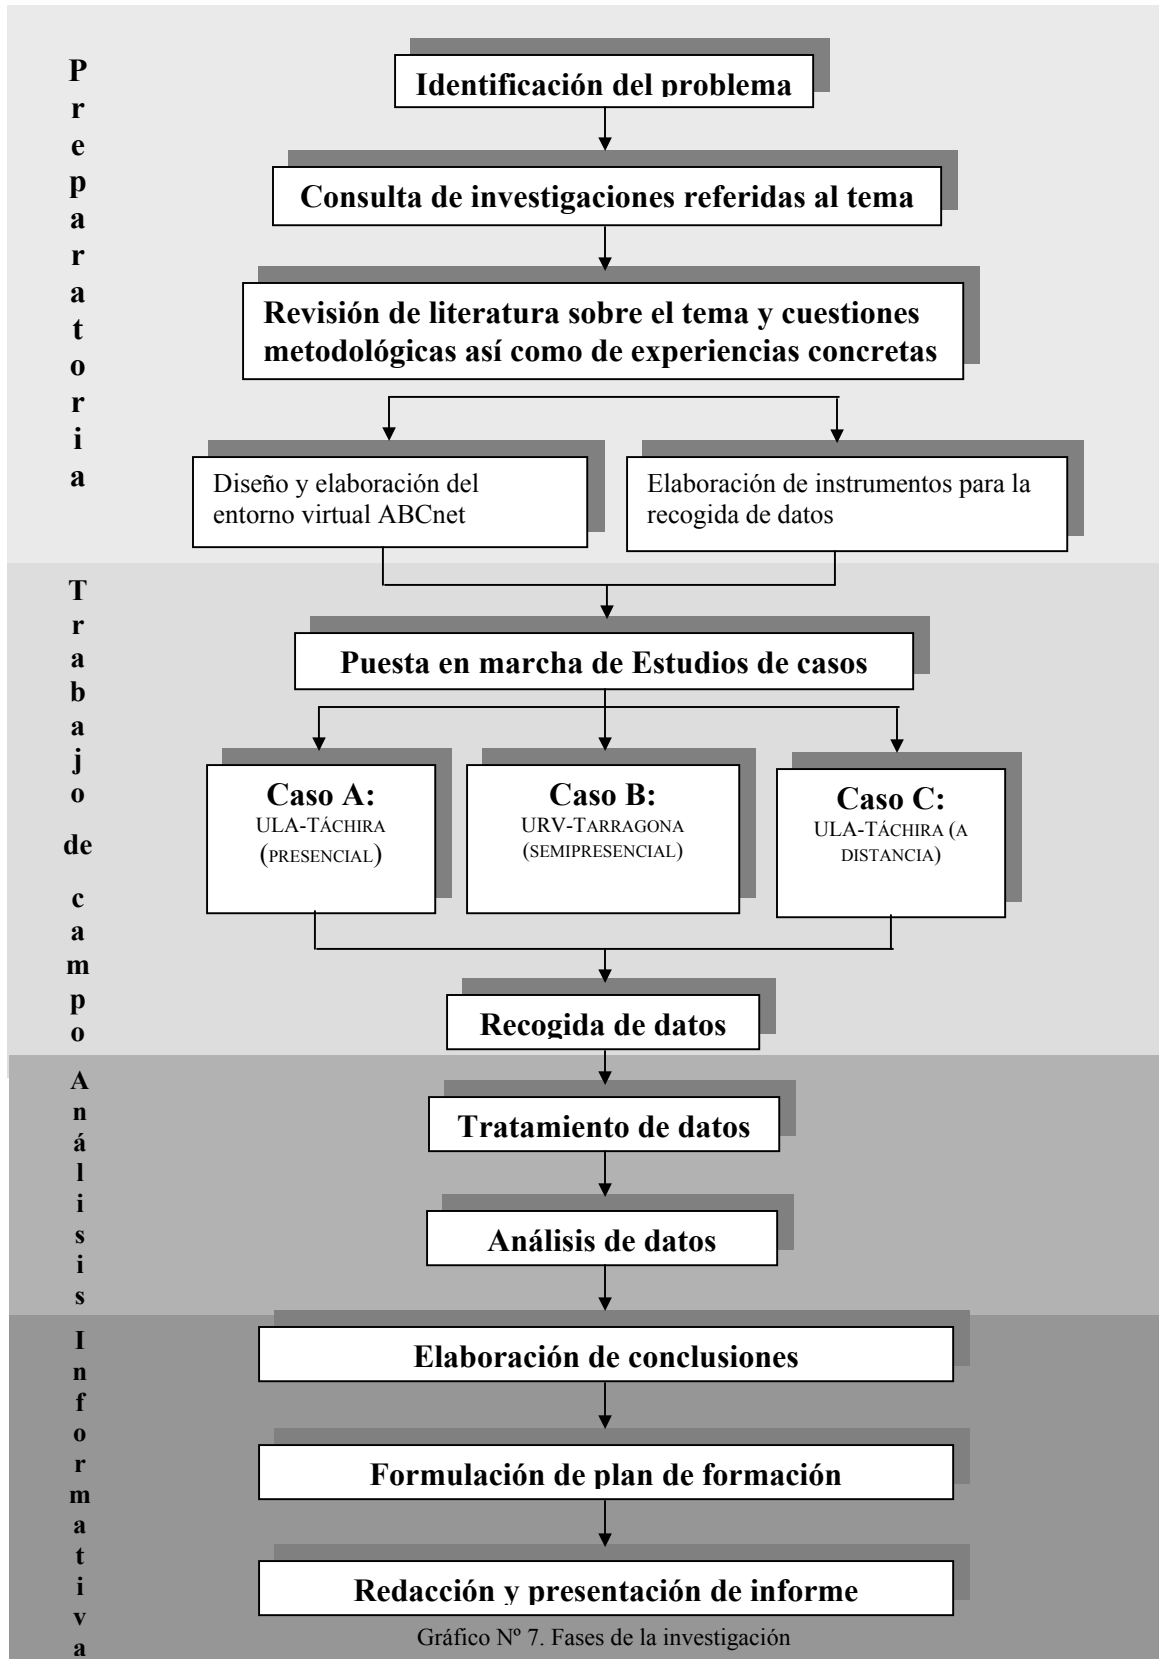 Preparatoria
Identificación del problema
Consulta de investigaciones referidas al tema
Revisión de literatura sobre el tema y cuestiones
metodológicas así como de experiencias concretas
Diseño y elaboración del
entorno virtual ABCnet
Elaboración de instrumentos para la
recogida de datos
Trabajo de campo
Puesta en marcha de Estudios de casos
Caso A:
ULA-TÁCHIRA
(PRESENCIAL)
Caso B:
URV-TARRAGONA
(SEMIPRESENCIAL)
Caso C:
ULA-TÁCHIRA (A
DISTANCIA)
Recogida de datos
Análisis
Tratamiento de datos
Análisis de datos
Informativa
Elaboración de conclusiones
Formulación de plan de formación
Redacción y presentación de informe
Gráfico Nº 7. Fases de la investigación